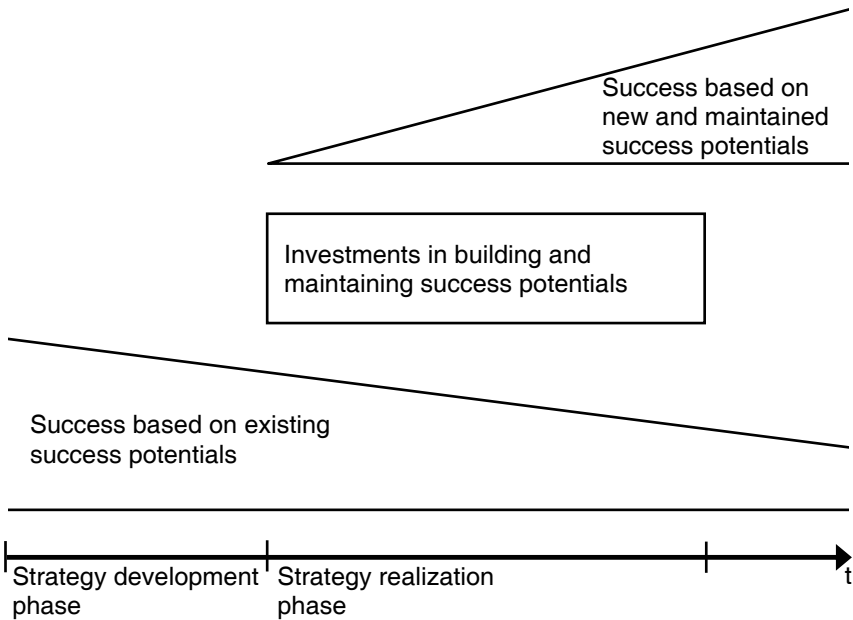 Success based on
new and maintained
success potentials
Investments in building and
maintaining success potentials
Success based on existing
success potentials
t
Strategy development
phase
Strategy realization
phase